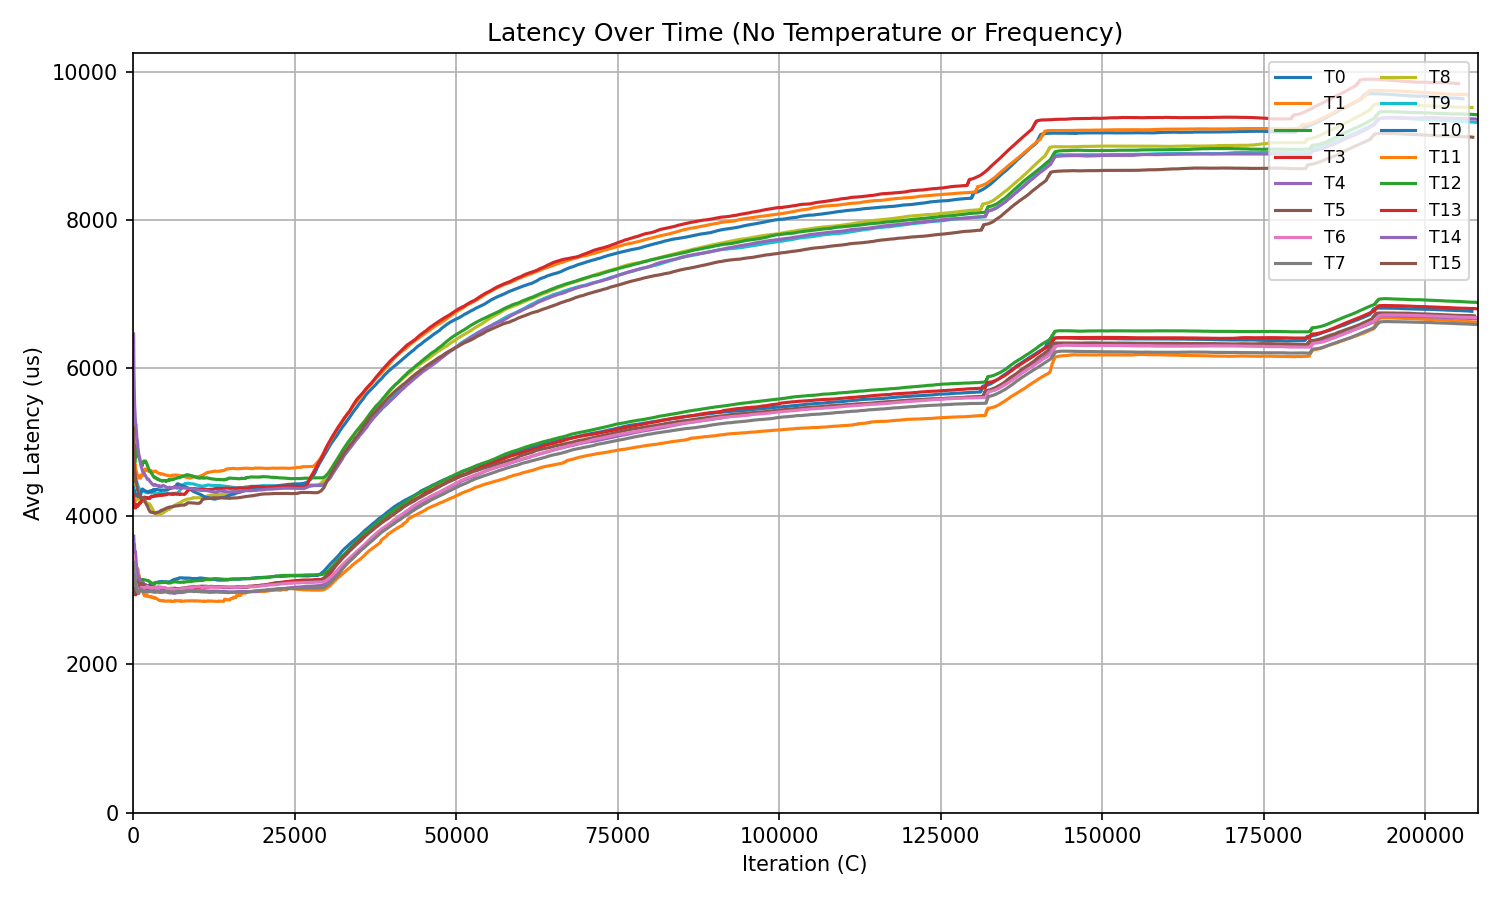 Latency Over Time (No Temperature or Frequency)
10000
8000
6000
4000
2000
0
Avg Latency (us)
0 25000 50000 75000 100000 125000 150000 175000 200000
Iteration (C)
T0 T8
T1 T9
T2 T10
T3 T11
T4 T12
T5 T13
T6 T14
T7 T15